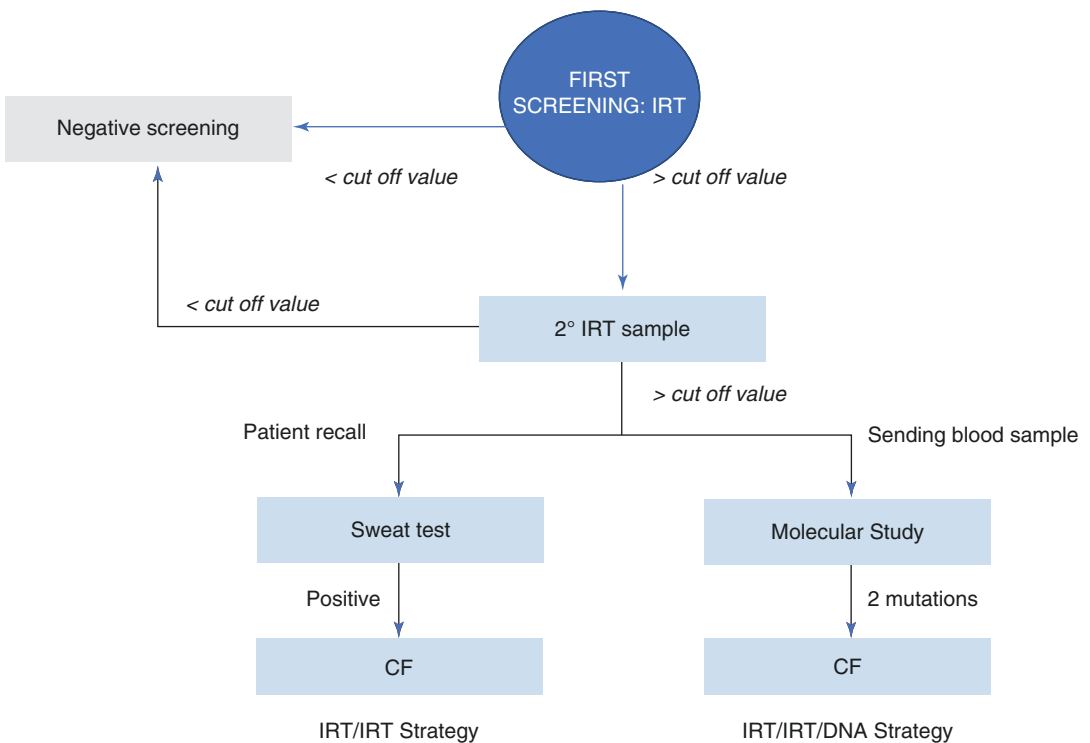 FIRST
SCREENING: IRT
Negative screening
< cut off value
> cut off value
< cut off value
2° IRT sample
> cut off value
Patient recall
Sending blood sample
Sweat test
Molecular Study
Positive
2 mutations
CF
CF
IRT/IRT Strategy
IRT/IRT/DNA Strategy